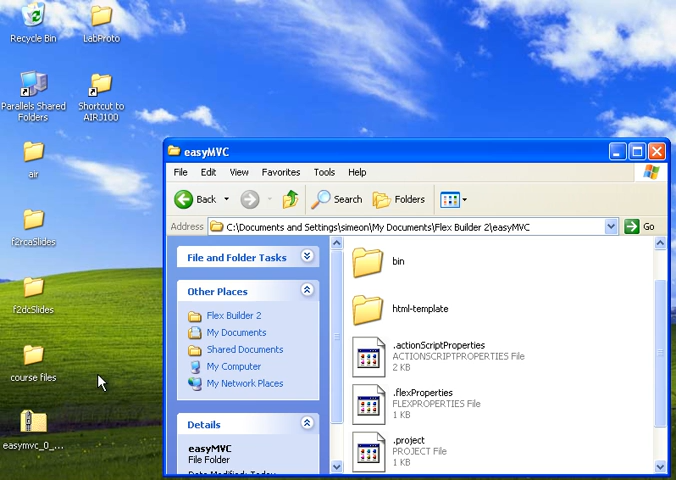 Recycle Bin
LabProto
Parallels Shared
Folders
Shortcut to
AIRJ100
air
f2rcaSlides
f2dcSlides
course files
easymvc_0_...
easyMVC
File Edit View Favorites Tools Help
Back Search Folders
Address C:\Documents and Settings\simeon\My Documents\Flex Builder 2\easyMVC Go
File and Folder Tasks
Other Places
Flex Builder 2
My Documents
Shared Documents
My Computer
My Network Places
Details
easyMVC
File Folder
Date Modified: Today
bin
html-template
.actionScriptProperties
ACTIONSCRIPTPROPERTIES File
2 KB
.flexProperties
FLEXPROPERTIES File
1 KB
.project
PROJECT File
1 KB